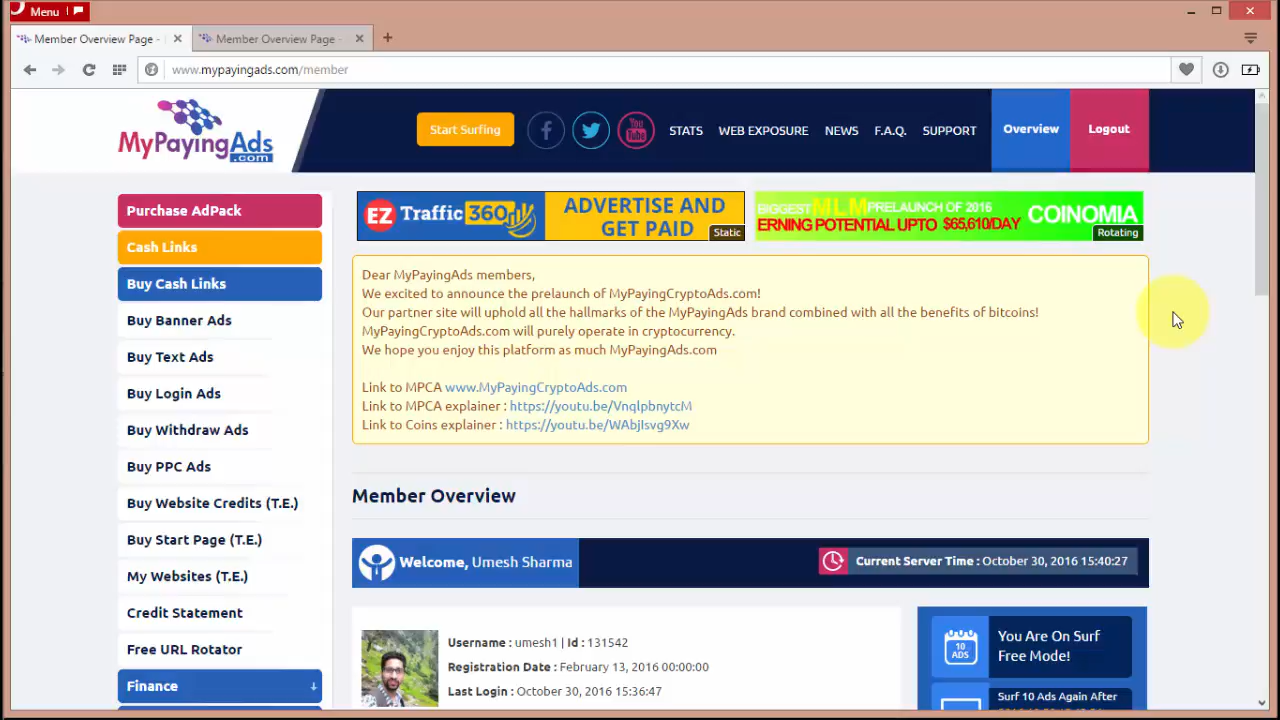 Menu
Member Overview Page -
Member Overview Page -
www.mypayingads.com/member
MyPayingAds
.com
Start Surfing
You
Tube
STATS
WEB EXPOSURE
NEWS
F.A.Q.
SUPPORT
Overview
Logout
Purchase AdPack
Cash Links
Buy Cash Links
Buy Banner Ads
Buy Text Ads
Buy Login Ads
Buy Withdraw Ads
Buy PPC Ads
Buy Website Credits (T.E.)
Buy Start Page (T.E.)
My Websites (T.E.)
Credit Statement
Free URL Rotator
Finance
EZ Traffic 360
ADVERTISE AND
GET PAID
Static
BIGGEST MLM PRELAUNCH OF 2016
ERNING POTENTIAL UPTO $65,610/DAY
COINOMIA
Rotating
Dear MyPayingAds members,
We excited to announce the prelaunch of MyPayingCryptoAds.com!
Our partner site will uphold all the hallmarks of the MyPayingAds brand combined with all the benefits of bitcoins!
MyPayingCryptoAds.com will purely operate in cryptocurrency.
We hope you enjoy this platform as much MyPayingAds.com
Link to MPCA www.MyPayingCryptoAds.com
Link to MPCA explainer : https://youtu.be/VnqlpbnytcM
Link to Coins explainer : https://youtu.be/WAbjIsvg9Xw
Member Overview
Welcome, Umesh Sharma
Current Server Time : October 30, 2016 15:40:27
Username : umesh1 | Id : 131542
Registration Date : February 13, 2016 00:00:00
Last Login : October 30, 2016 15:36:47
10
ADS
You Are On Surf
Free Mode!
Surf 10 Ads Again After